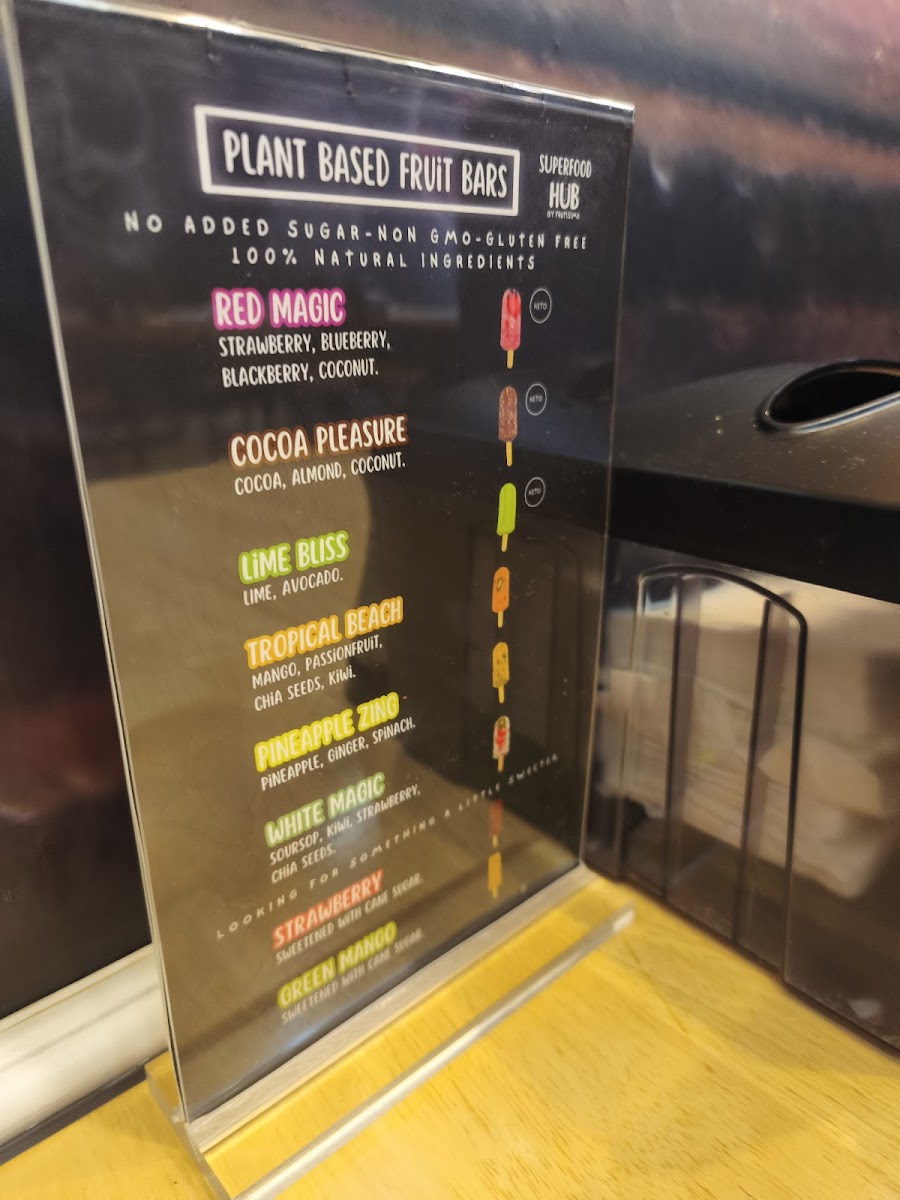 PLANT BASED FRUiT BARS
SUPERFOOD
HUB
BY FRUTISIMA
NO ADDED SUGAR-NON GMO-GLUTEN FREE
100% NATURAL INGREDIENTS
RED MAGIC
STRAWBERRY, BLUEBERRY,
BLACKBERRY, COCONUT.
KETO
COCOA PLEASURE
COCOA, ALMOND, COCONUT.
KETO
LiME BLISS
LIME, AVOCADO.
KETO
TROPICAL BEACH
MANGO, PASSiONFRUiT,
CHiA SEEDS, KiWi.
PINEAPPLE ZING
PiNEAPPLE, GiNGER, SPiNACH.
WHITE MAGIC
SOURSOP, KiWi, STRAWBERRY,
CHIA SEEDS.
LOOKING FOR SOMETHING A LITTLE SWEETER
STRAWBERRY
SWEETENED WITH CANE SUGAR.
GREEN MANGO
SWEETENED WITH CANE SUGAR.